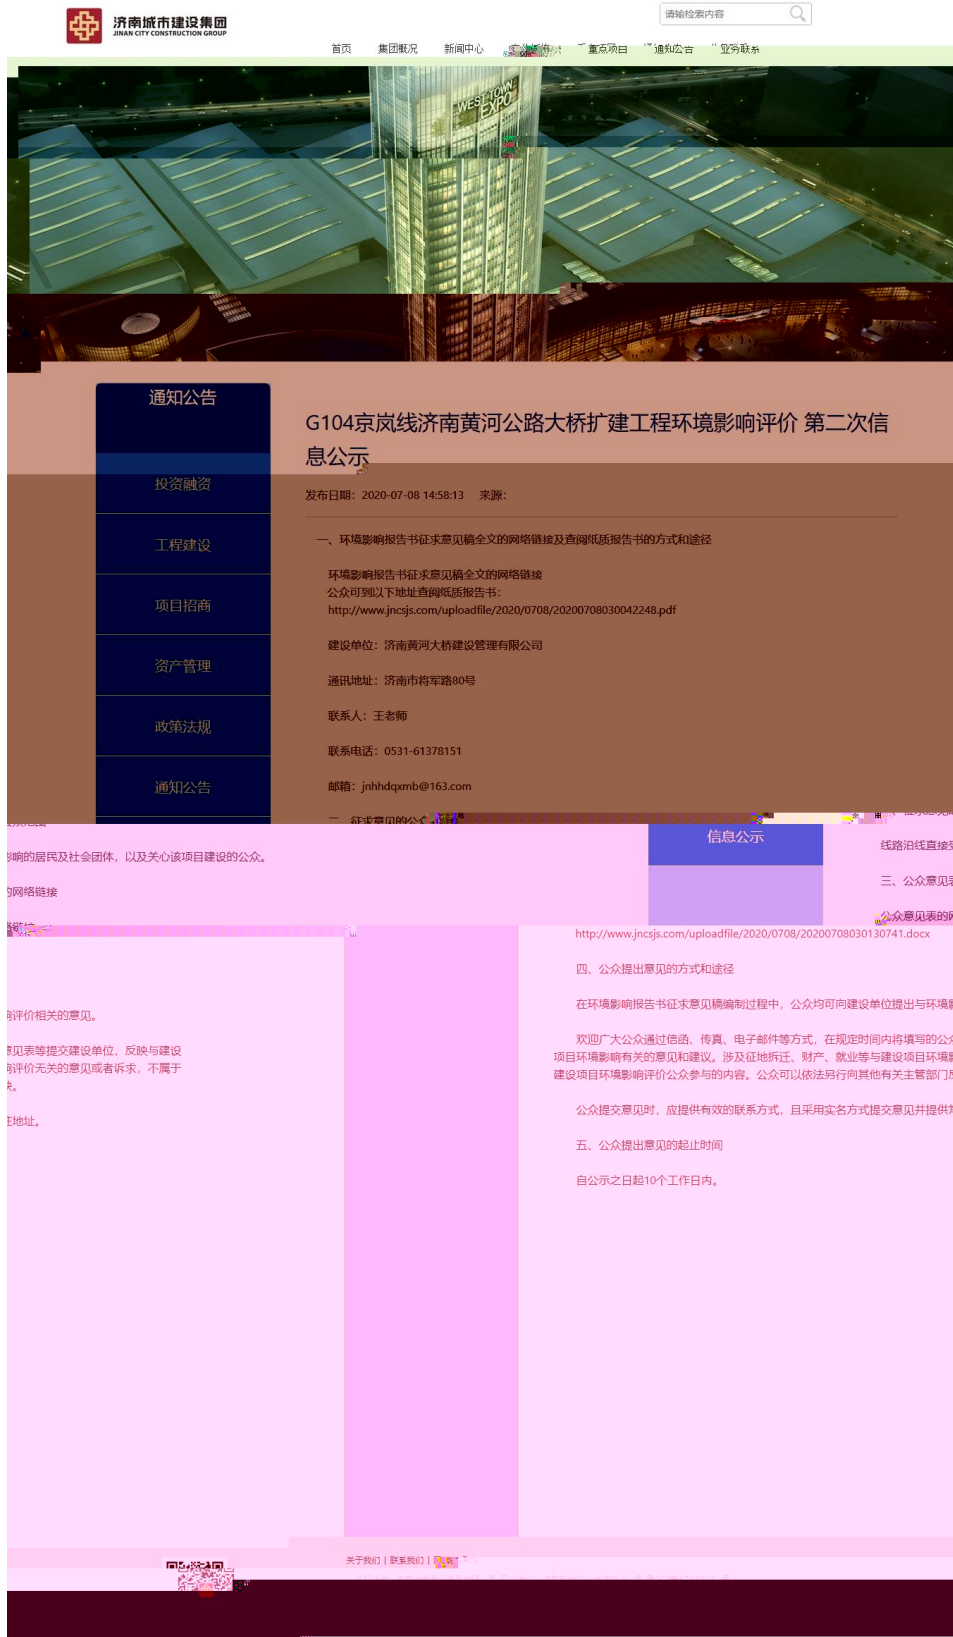 济南城市建设集团
JINAN CITY CONSTRUCTION GROUP
请输检索内容
首页 集团概况 新闻中心 重点项目 通知公告 业务联系
WEST TOWN
EXPO
通知公告
投资融资
工程建设
项目招商
资产管理
政策法规
通知公告
G104京岚线济南黄河公路大桥扩建工程环境影响评价 第二次信
息公示
发布日期：2020-07-08 14:58:13 来源：
一、环境影响报告书征求意见稿全文的网络链接及查阅纸质报告书的方式和途径
环境影响报告书征求意见稿全文的网络链接
公众可到以下地址查阅纸质报告书：
http://www.jncsjs.com/uploadfile/2020/0708/20200708030042248.pdf
建设单位：济南黄河大桥建设管理有限公司
通讯地址：济南市将军路80号
联系人：王老师
联系电话：0531-61378151
邮箱：jnhhdqxmb@163.com
二、征求意见的公众
信息公示
线路沿线直接受
影响的居民及社会团体，以及关心该项目建设的公众。
三、公众意见表
的网络链接
公众意见表的网
http://www.jncsjs.com/uploadfile/2020/0708/20200708030130741.docx
四、公众提出意见的方式和途径
在环境影响报告书征求意见稿编制过程中，公众均可向建设单位提出与环境影
响评价相关的意见。
欢迎广大公众通过信函、传真、电子邮件等方式，在规定时间内将填写的公众
意见表等提交建设单位，反映与建设
项目环境影响有关的意见和建议。涉及征地拆迁、财产、就业等与建设项目环境影
响评价无关的意见或者诉求，不属于
建设项目环境影响评价公众参与的内容。公众可以依法另行向其他有关主管部门反
映。
公众提交意见时，应提供有效的联系方式，且采用实名方式提交意见并提供常
住地址。
五、公众提出意见的起止时间
自公示之日起10个工作日内。
关于我们 | 联系我们 |